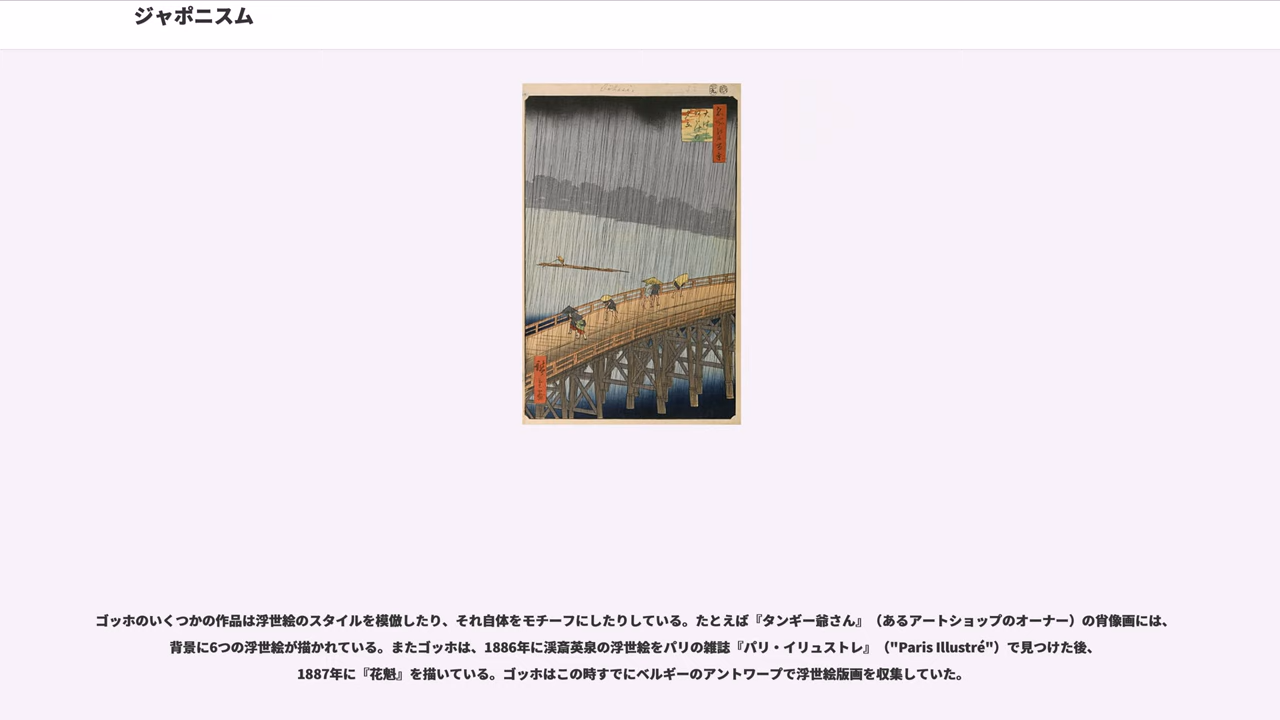 ジャポニスム
ゴッホのいくつかの作品は浮世絵のスタイルを模倣したり、それ自体をモチーフにしたりしている。たとえば『タンギー爺さん』（あるアートショップのオーナー）の肖像画には、
背景に6つの浮世絵が描かれている。またゴッホは、1886年に渓斎英泉の浮世絵をパリの雑誌『パリ・イリュストレ』（"Paris Illustré"）で見つけた後、
1887年に『花魁』を描いている。ゴッホはこの時すでにベルギーのアントワープで浮世絵版画を収集していた。